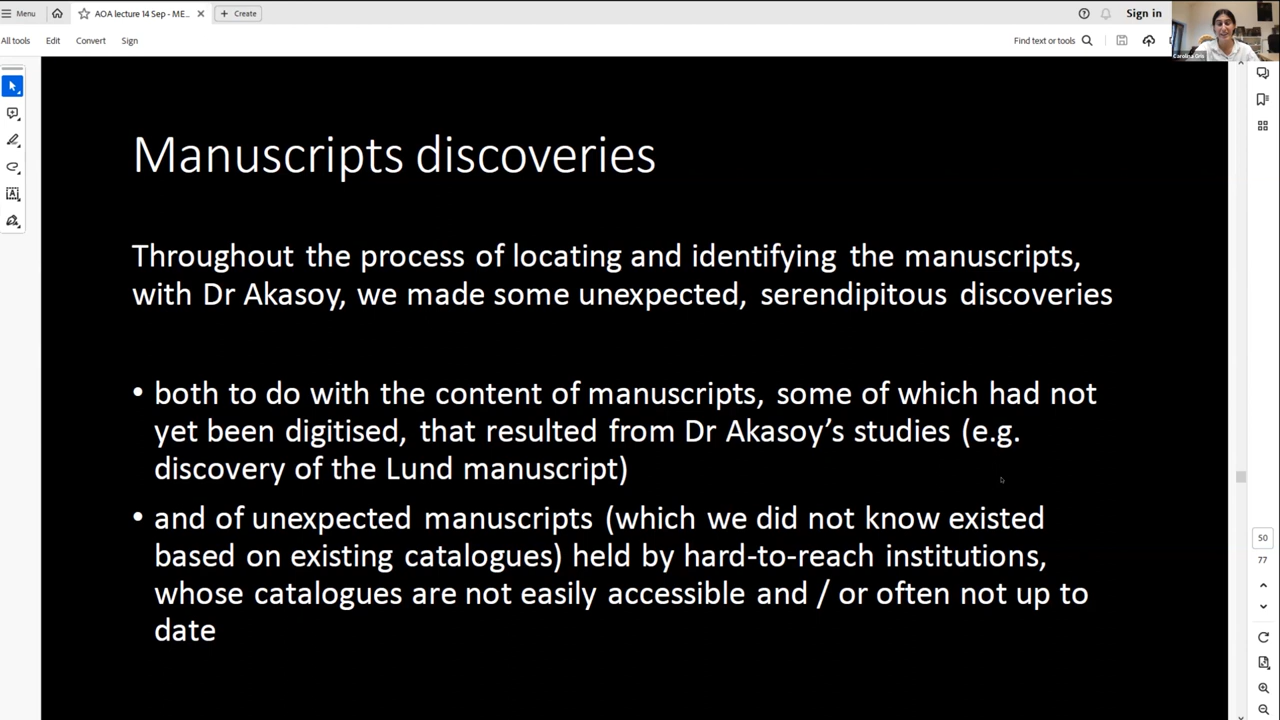 Menu
AOA lecture 14 Sep - ME...
Create
Sign in
All tools
Edit
Convert
Sign
Find text or tools
Manuscripts discoveries
Throughout the process of locating and identifying the manuscripts,
with Dr Akasoy, we made some unexpected, serendipitous discoveries
• both to do with the content of manuscripts, some of which had not
yet been digitised, that resulted from Dr Akasoy’s studies (e.g.
discovery of the Lund manuscript)
• and of unexpected manuscripts (which we did not know existed
based on existing catalogues) held by hard-to-reach institutions,
whose catalogues are not easily accessible and / or often not up to
date
50
77